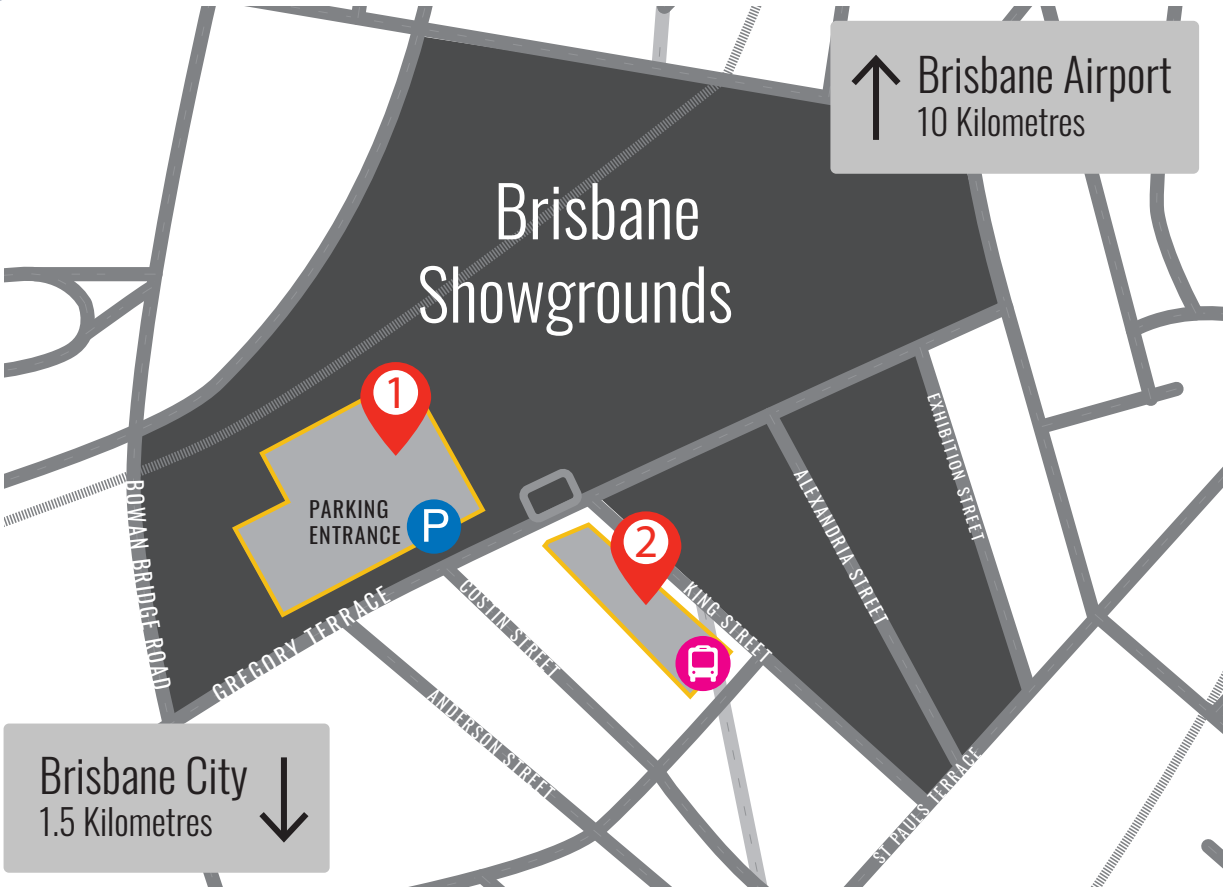 Brisbane Airport
10 Kilometres
Brisbane
Showgrounds
1
PARKING
ENTRANCE
P
2
EXHIBITION STREET
ALEXANDRIA STREET
KING STREET
CUSTIN STREET
ANDERSON STREET
GREGORY TERRACE
BOWAN BRIDGE ROAD
ST PAULS TERRACE
Brisbane City
1.5 Kilometres